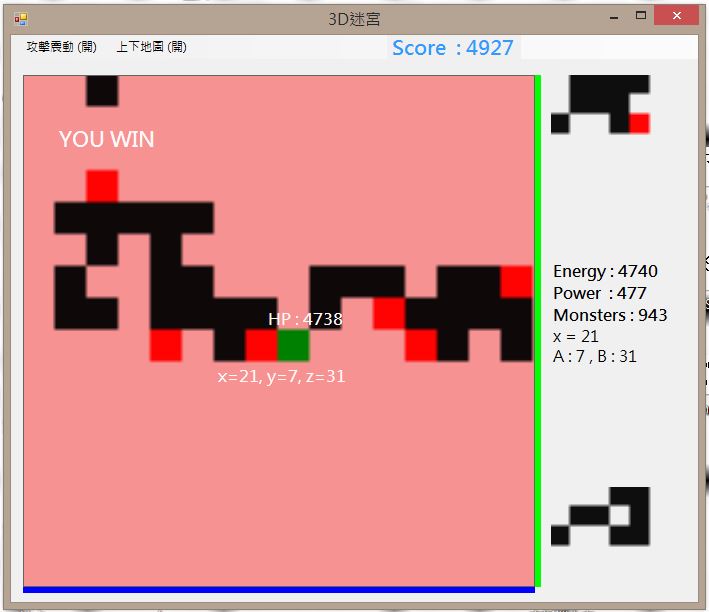 3D迷宮
攻擊震動 (開) 上下地圖 (開)
Score : 4927
YOU WIN
HP : 4738
x=21, y=7, z=31
Energy : 4740
Power : 477
Monsters : 943
x = 21
A : 7 , B : 31